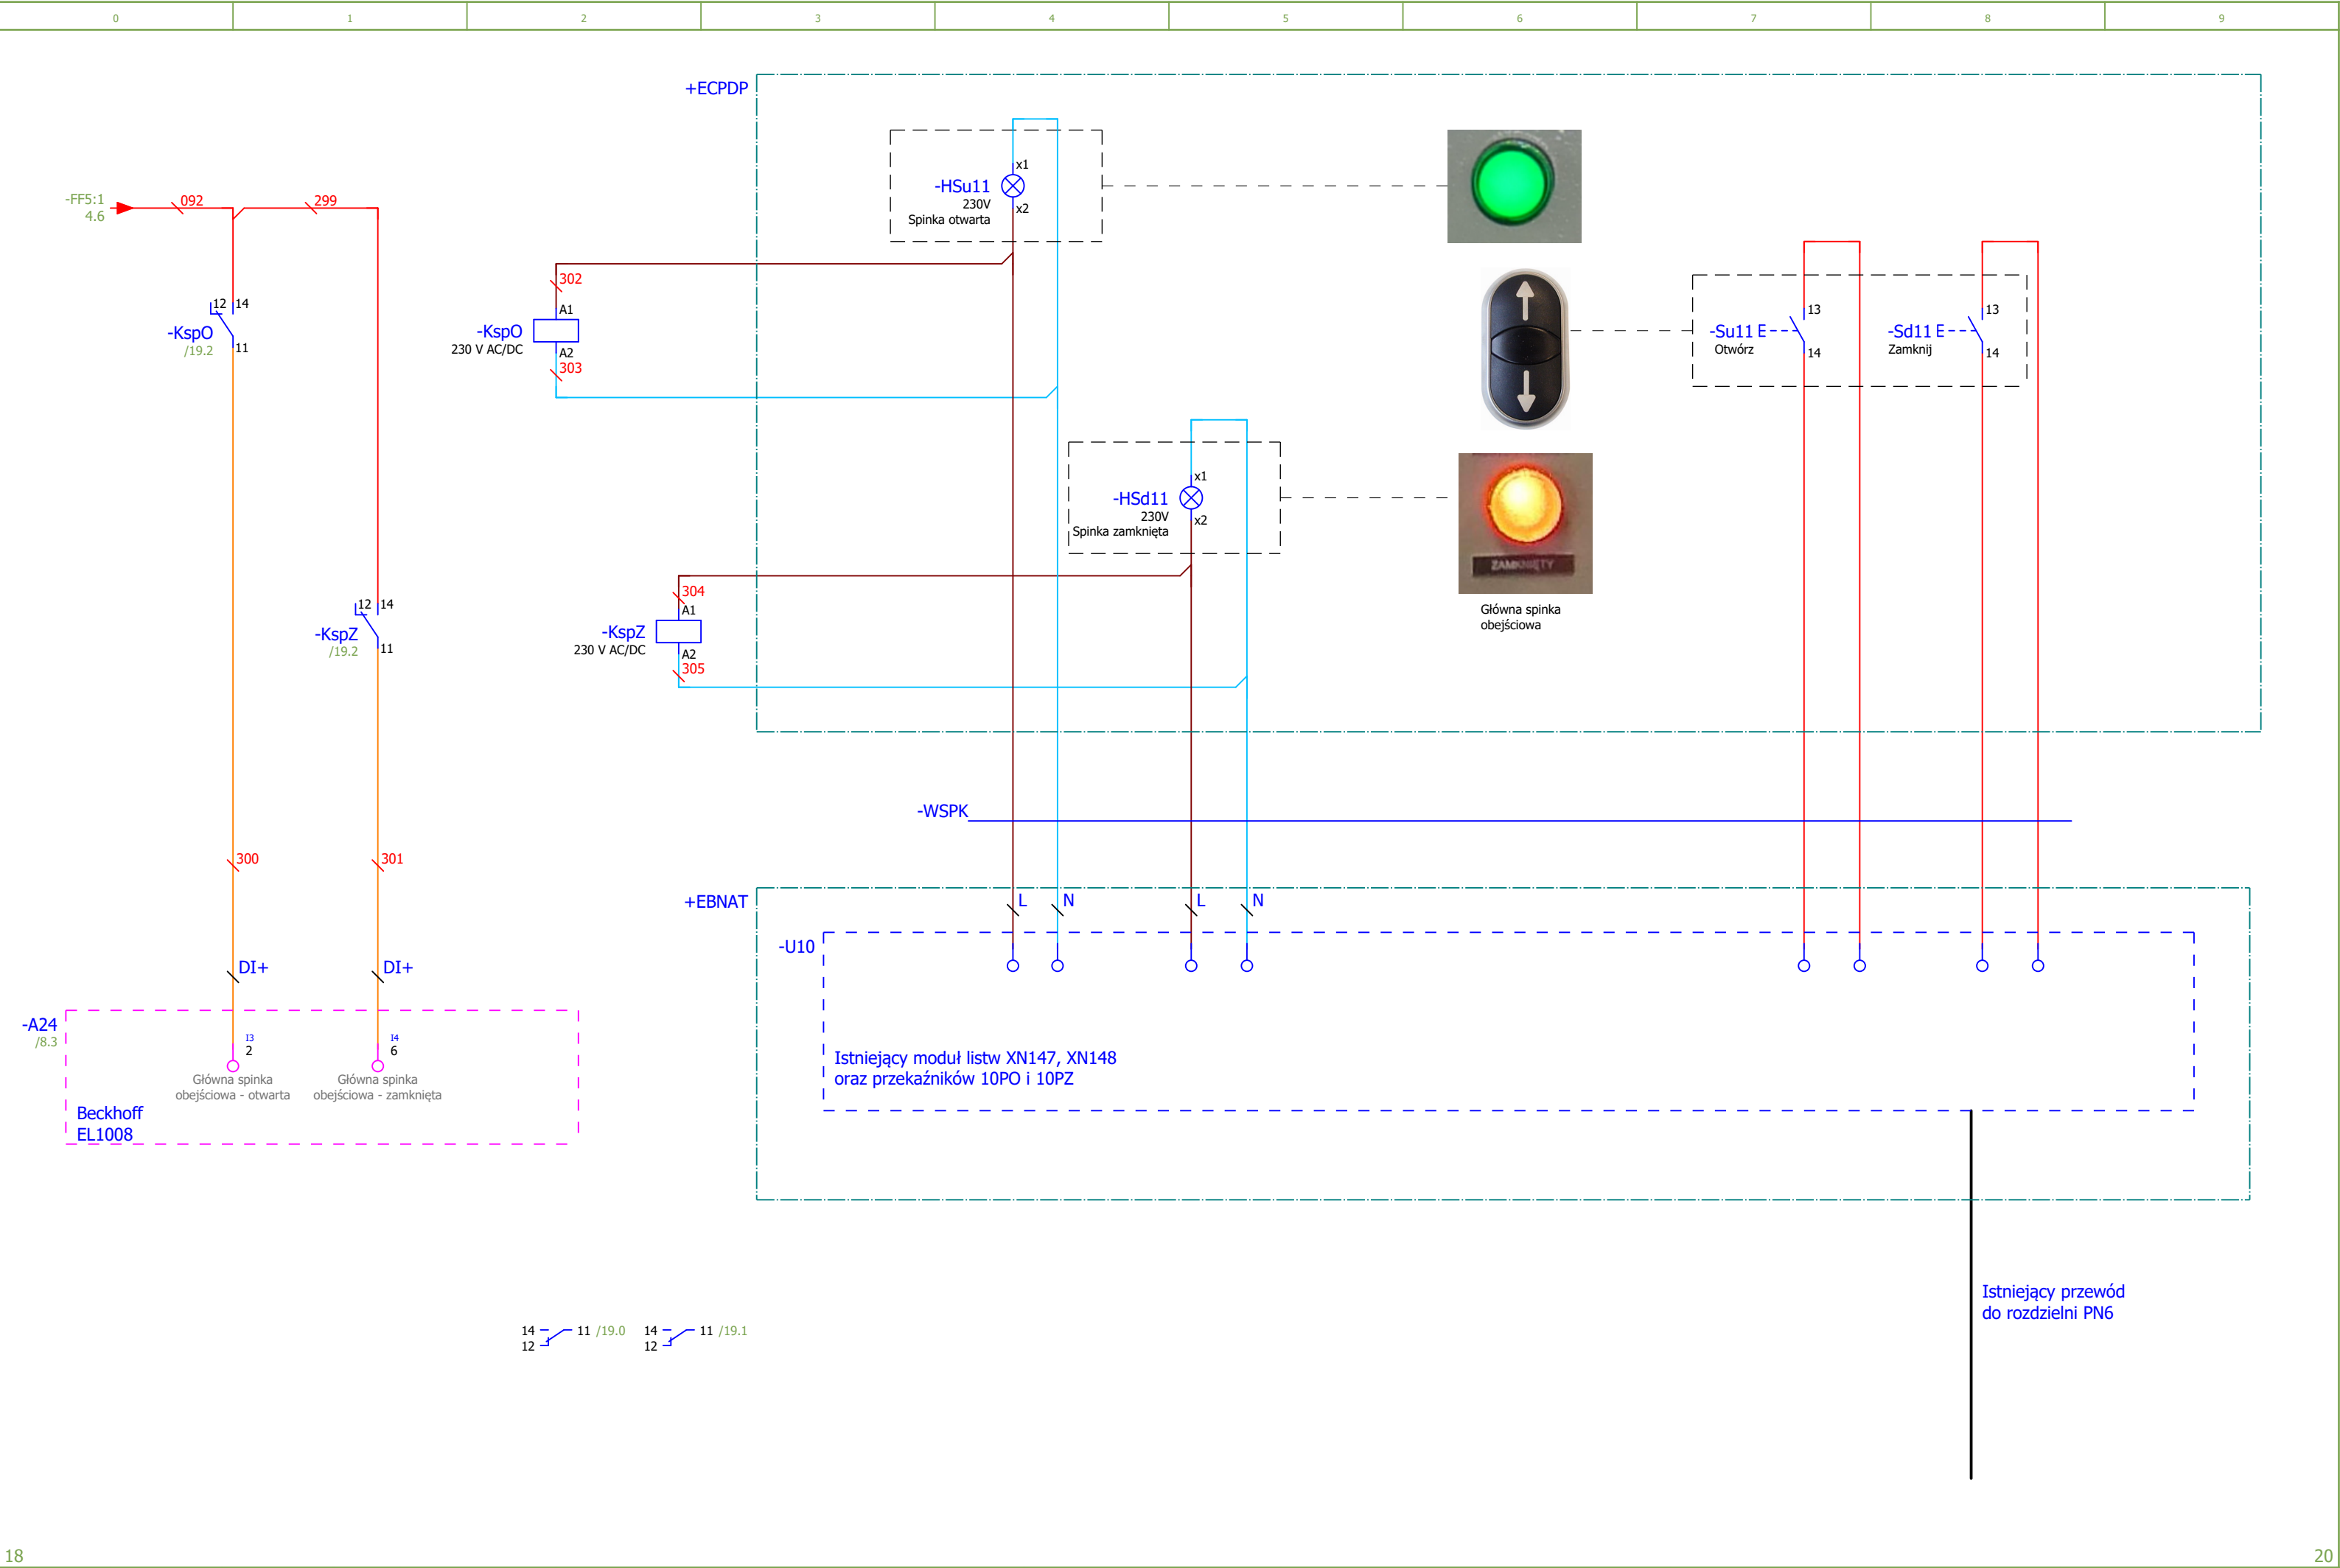 0 1 2 3 4 5 6 7 8 9
+ECPDP
-FF5:1
4.6
092
299
12 14
-KspO
/19.2
11
12 14
-KspZ
/19.2
11
300
301
DI+
DI+
-A24
/8.3
I3
2
I4
6
Główna spinka
obejściowa - otwarta
Główna spinka
obejściowa - zamknięta
Beckhoff
EL1008
302
A1
-KspO
230 V AC/DC
A2
303
304
A1
-KspZ
230 V AC/DC
A2
305
x1
-HSu11
230V
x2
Spinka otwarta
x1
-HSd11
230V
x2
Spinka zamknięta
ZAMKNIĘTY
Główna spinka
obejściowa
13
-Su11 E
Otwórz
14
13
-Sd11 E
Zamknij
14
-WSPK
+EBNAT
L
N
L
N
-U10
Istniejący moduł listw XN147, XN148
oraz przekaźników 10PO i 10PZ
Istniejący przewód
do rozdzielni PN6
14 11 /19.0
12
14 11 /19.1
12
18
20